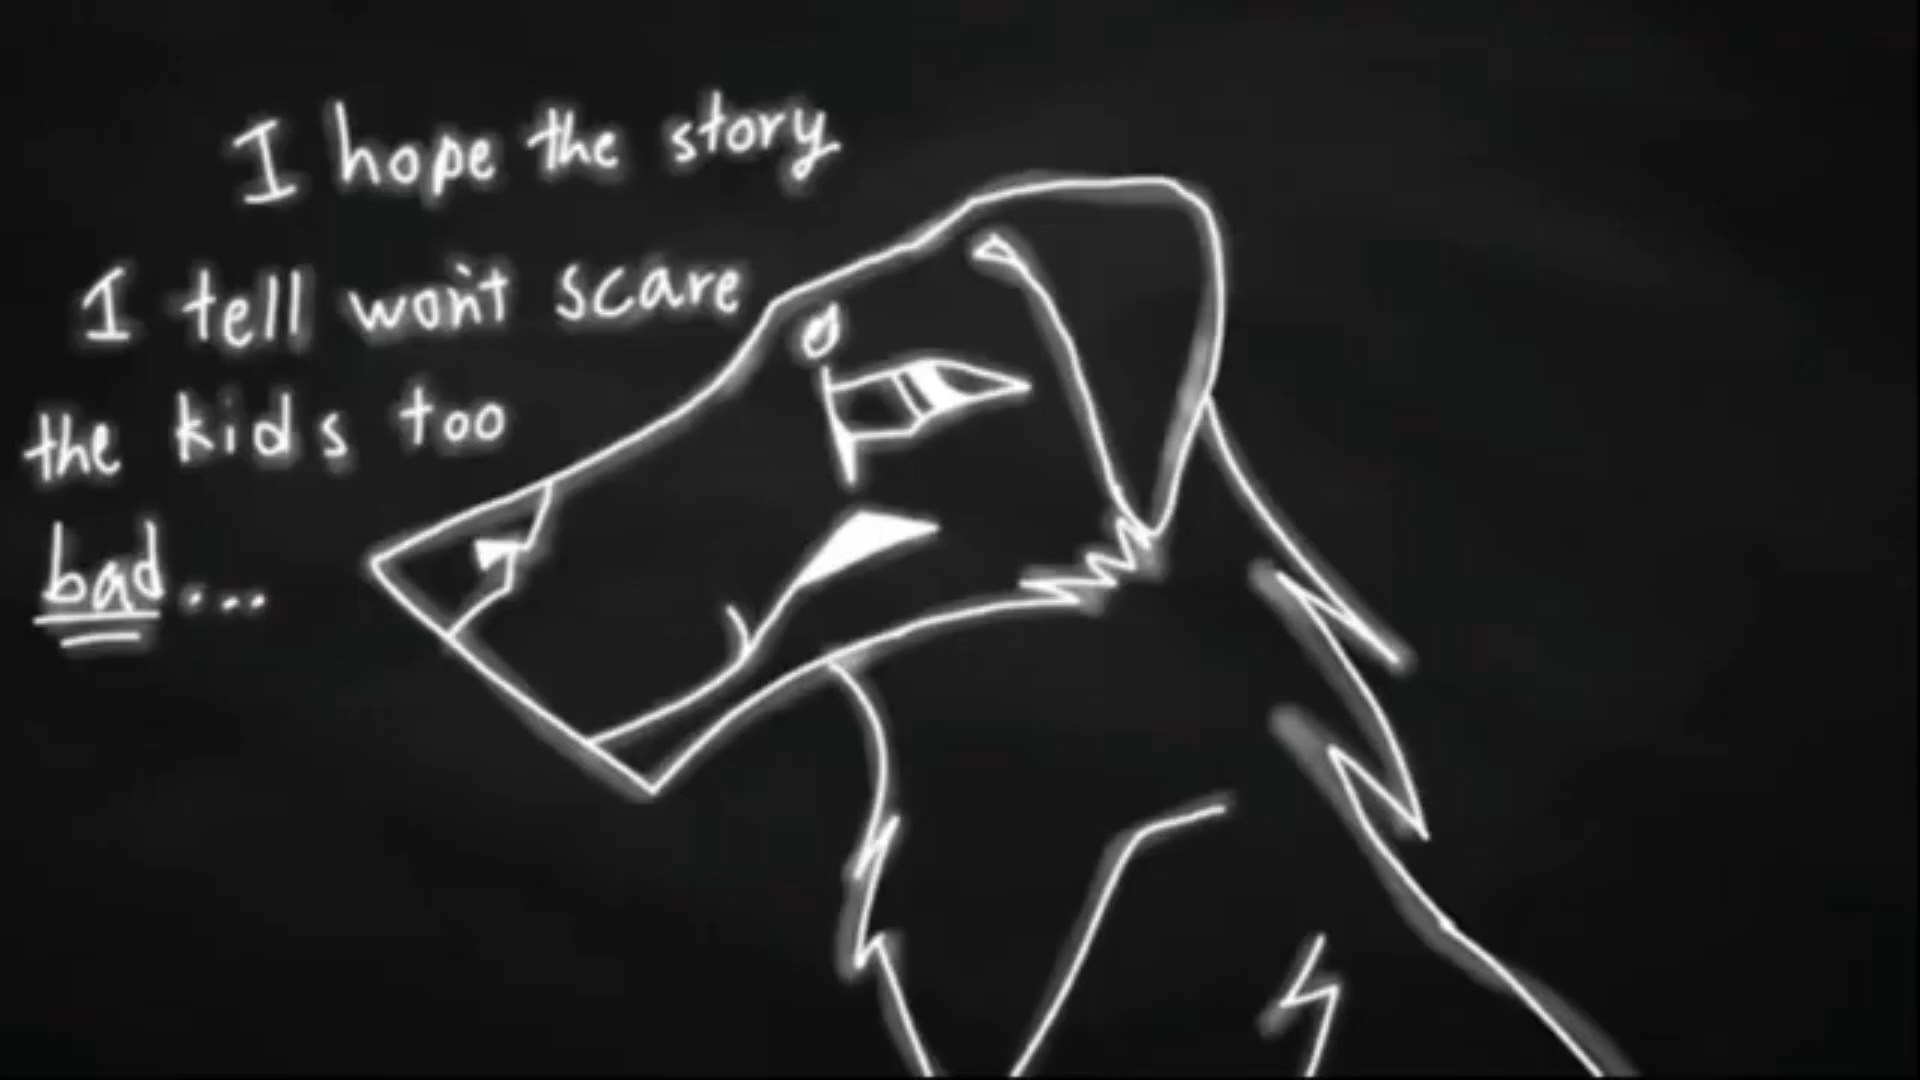 I hope the story
I tell won't scare
the kids too
bad...